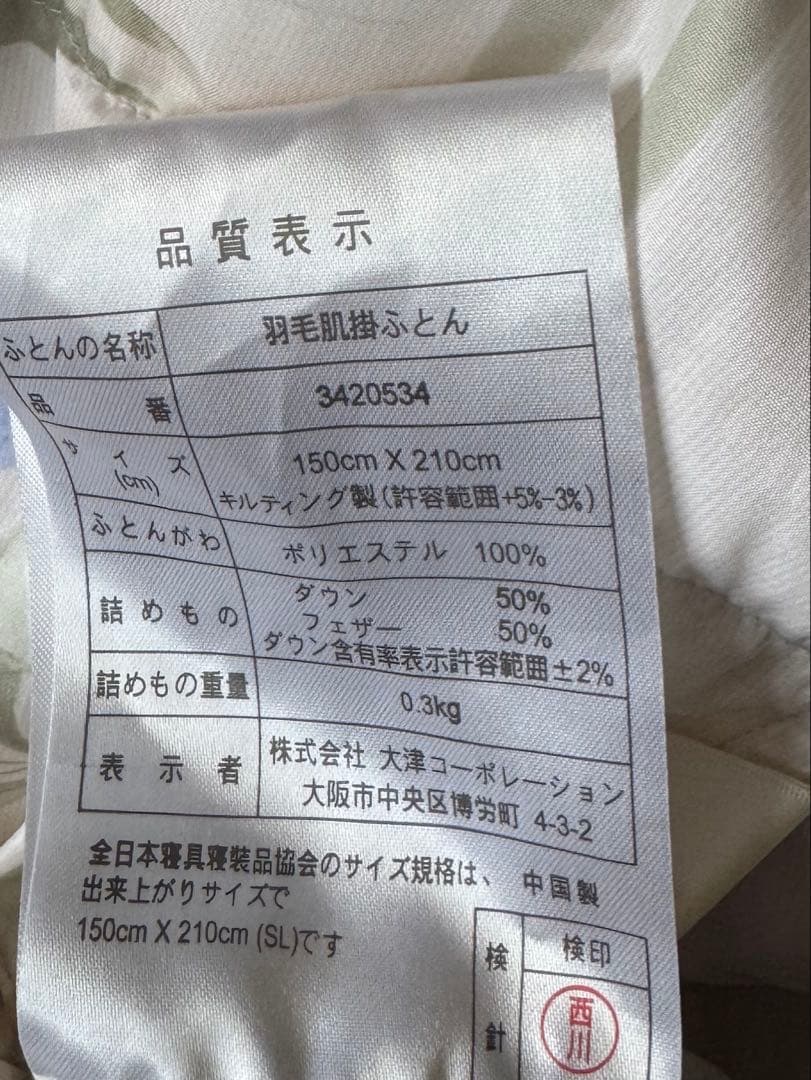 品質表示
ふとんの名称 羽毛肌掛ふとん
品番 3420534
サイズ(cm) 150cm X 210cm
キルティング製(許容範囲+5%-3%)
ふとんがわ ポリエステル 100%
詰めもの ダウン 50%
フェザー 50%
ダウン含有率表示許容範囲±2%
詰めもの重量 0.3kg
表示者 株式会社 大津コーポレーション
大阪市中央区博労町 4-3-2
全日本寝具寝装品協会のサイズ規格は、
出来上がりサイズで
150cm X 210cm (SL)です
中国製
検針 検印
西川